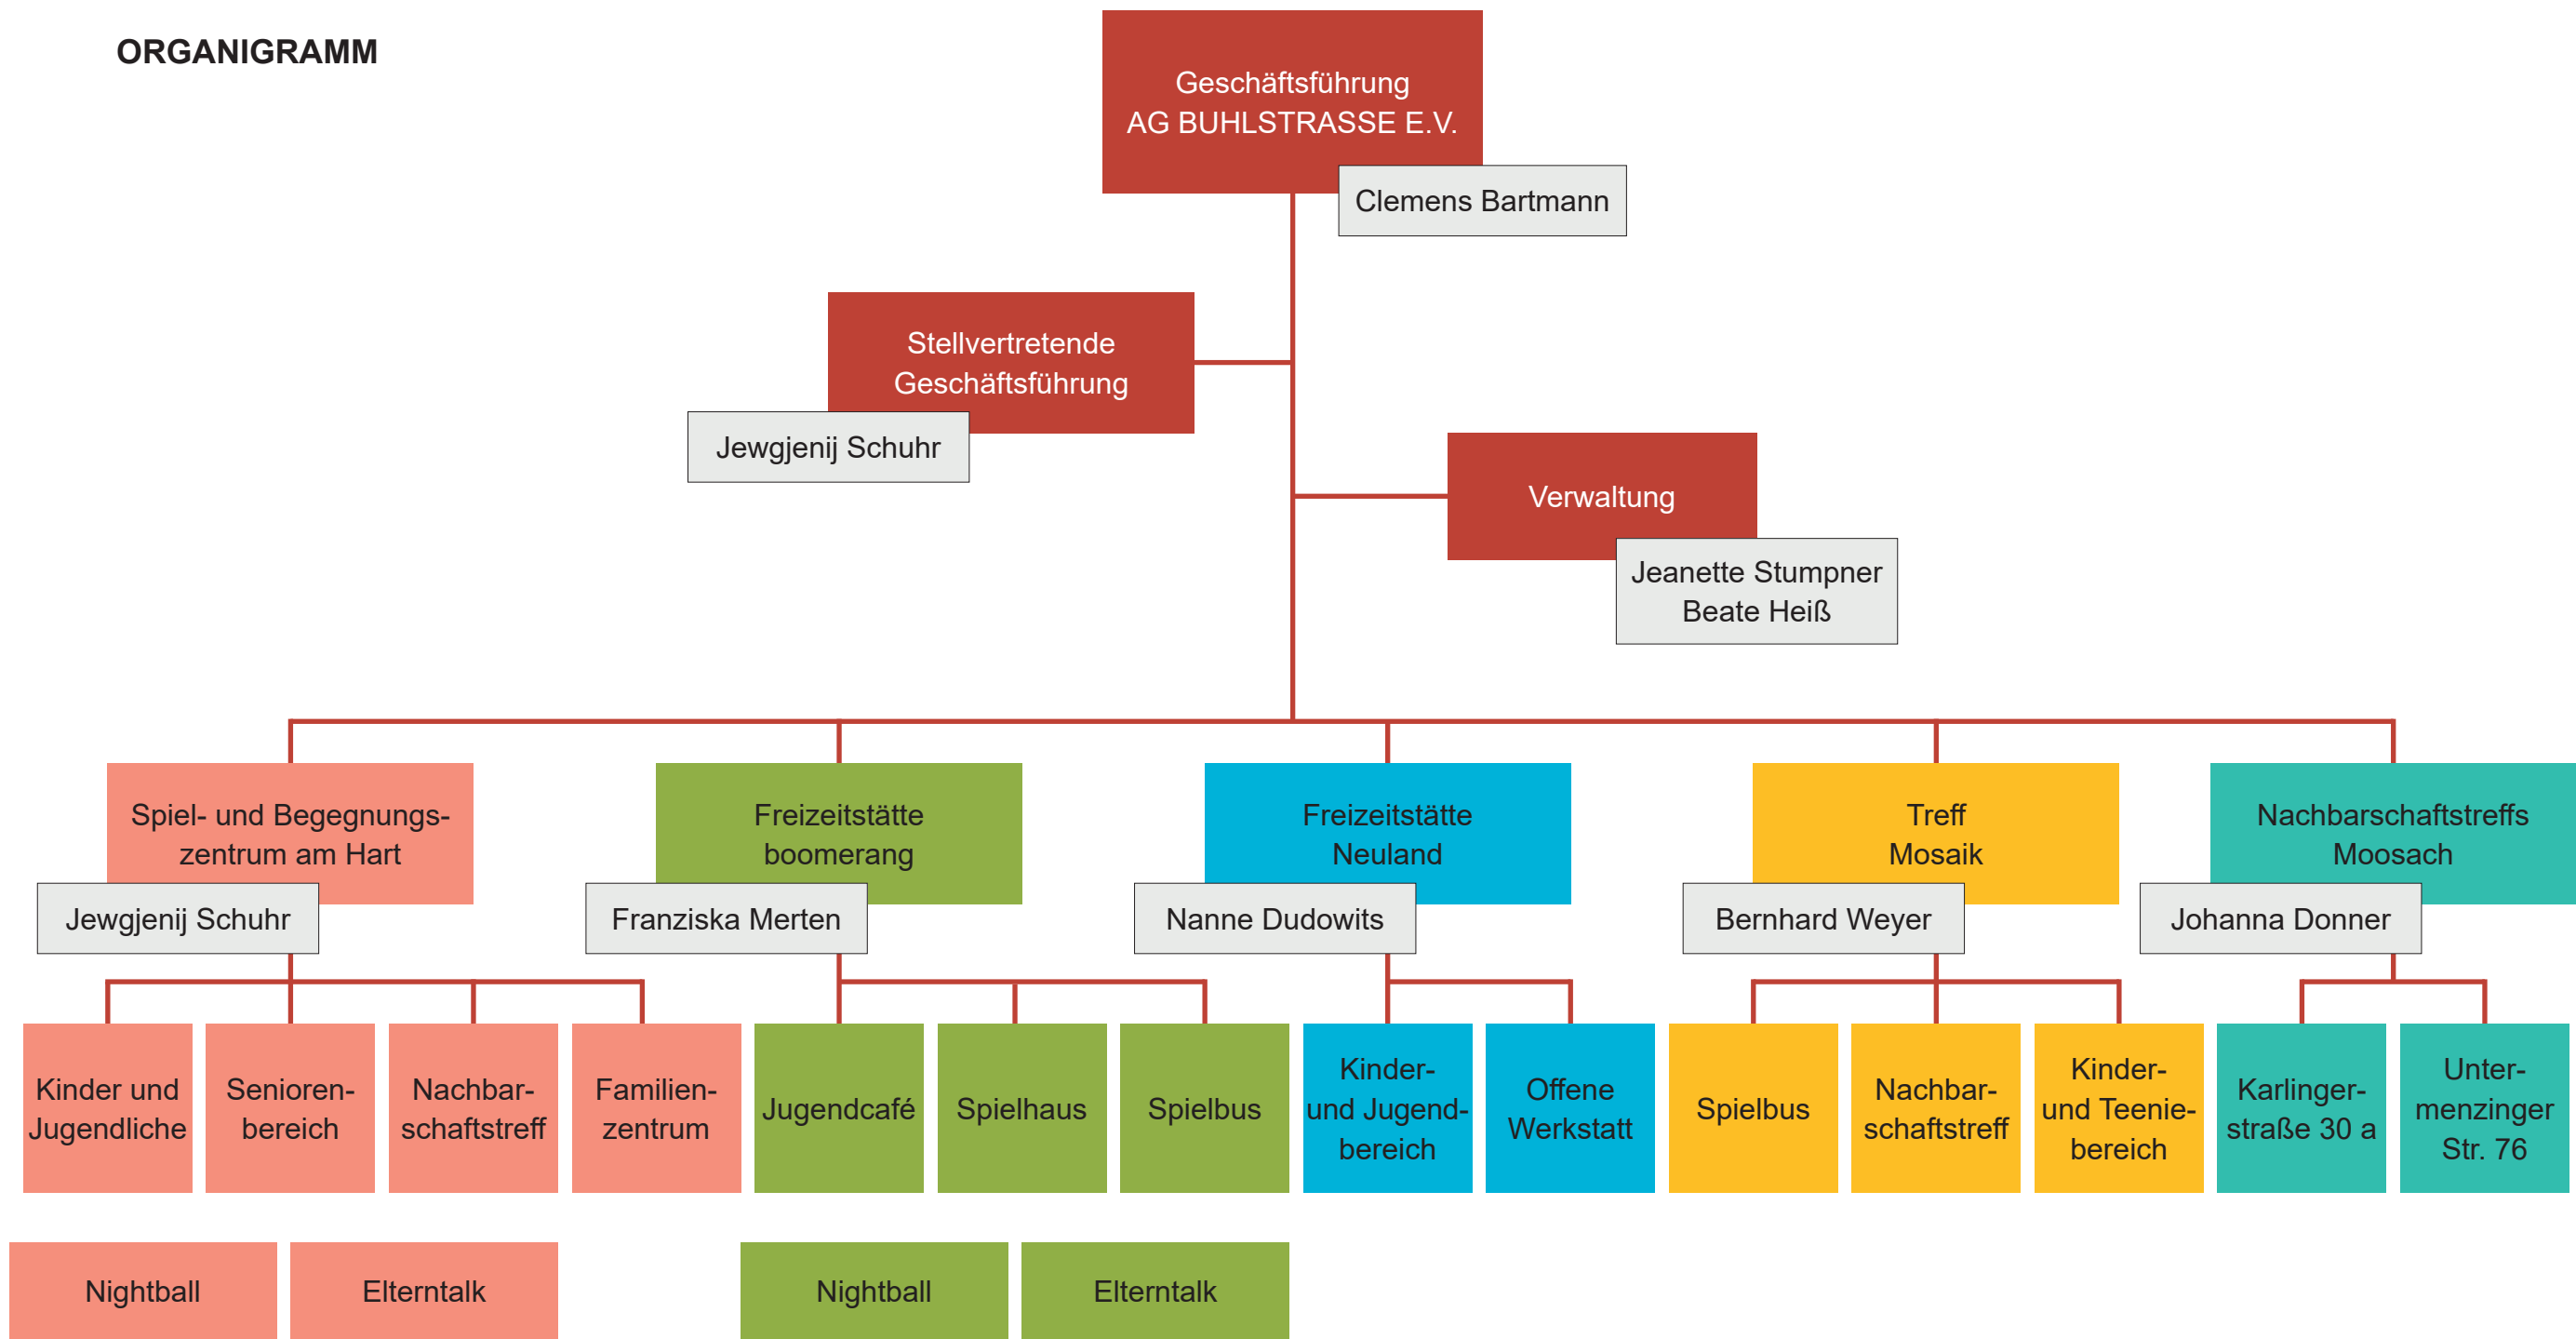 ORGANIGRAMM
Geschäftsführung
AG BUHLSTRASSE E.V.
Clemens Bartmann
Stellvertretende
Geschäftsführung
Jewgjenij Schuhr
Verwaltung
Jeanette Stumpner
Beate Heiß
Spiel- und Begegnungs-
zentrum am Hart
Jewgjenij Schuhr
Freizeitstätte
boomerang
Franziska Merten
Freizeitstätte
Neuland
Nanne Dudowits
Treff
Mosaik
Bernhard Weyer
Nachbarschaftstreffs
Moosach
Johanna Donner
Kinder und
Jugendliche
Senioren-
bereich
Nachbar-
schaftstreff
Familien-
zentrum
Jugendcafé
Spielhaus
Spielbus
Kinder-
und Jugend-
bereich
Offene
Werkstatt
Spielbus
Nachbar-
schaftstreff
Kinder-
und Teenie-
bereich
Karlinger-
straße 30 a
Unter-
menzinger
Str. 76
Nightball
Elterntalk
Nightball
Elterntalk